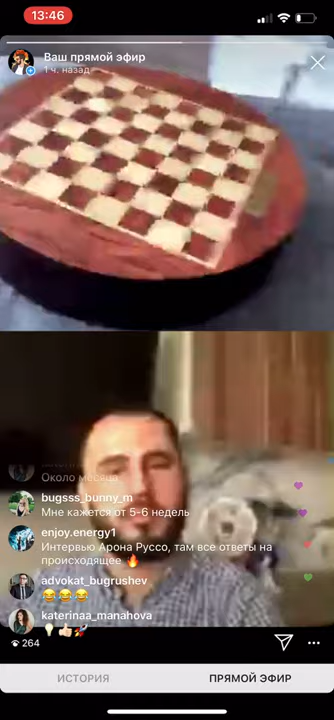 13:46
Ваш прямой эфир
1 ч. назад
Около месяца
bugsss_bunny_m
Мне кажется от 5-6 недель
enjoy.energy1
Интервью Арона Руссо, там все ответы на
происходящее 🔥
advokat_bugrushev
😂😂😂
katerinaa_manahova
💡👍🏻🚀
264
ИСТОРИЯ
ПРЯМОЙ ЭФИР